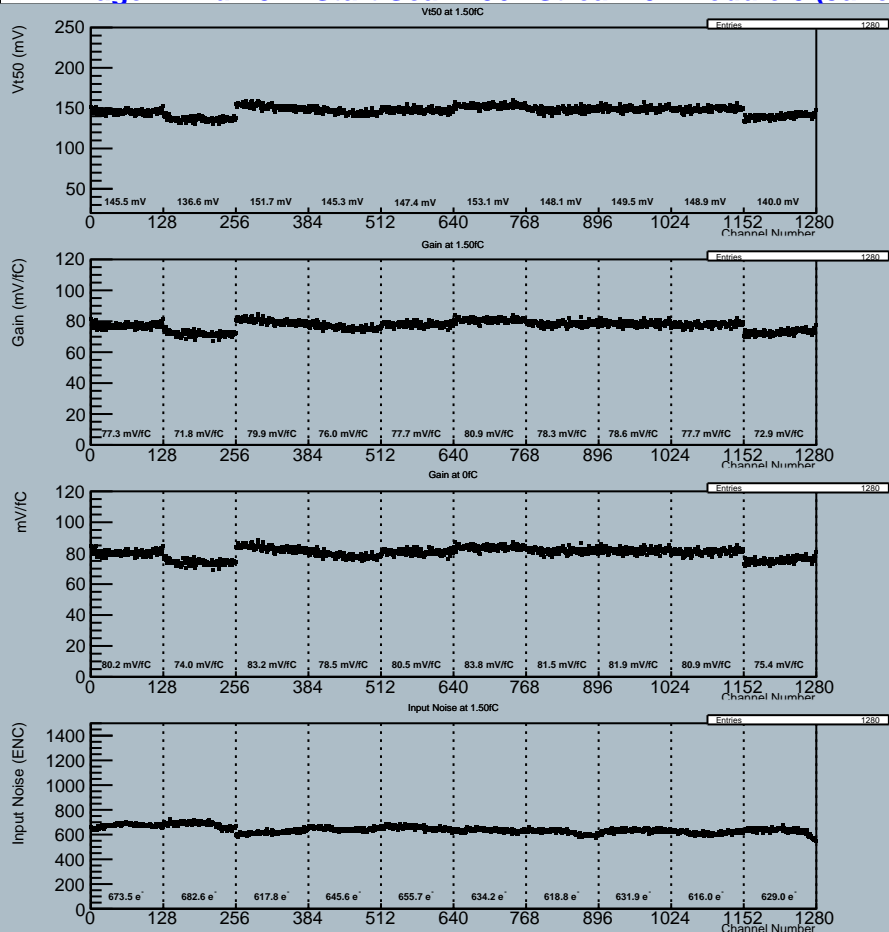 Vt50 at 1.50fC
Entries 1280
Vt50 (mV)
250
200
150
100
50
145.5 mV 136.6 mV 151.7 mV 145.3 mV 147.4 mV 153.1 mV 148.1 mV 149.5 mV 148.9 mV 140.0 mV
0 128 256 384 512 640 768 896 1024 1152 1280
Channel Number
Gain at 1.50fC
Entries 1280
Gain (mV/fC)
120
100
80
60
40
20
0
77.3 mV/fC 71.8 mV/fC 79.9 mV/fC 76.0 mV/fC 77.7 mV/fC 80.9 mV/fC 78.3 mV/fC 78.6 mV/fC 77.7 mV/fC 72.9 mV/fC
0 128 256 384 512 640 768 896 1024 1152 1280
Channel Number
Gain at 0fC
Entries 1280
mV/fC
120
100
80
60
40
20
0
80.2 mV/fC 74.0 mV/fC 83.2 mV/fC 78.5 mV/fC 80.5 mV/fC 83.8 mV/fC 81.5 mV/fC 81.9 mV/fC 80.9 mV/fC 75.4 mV/fC
0 128 256 384 512 640 768 896 1024 1152 1280
Channel Number
Input Noise at 1.50fC
Entries 1280
Input Noise (ENC)
1400
1200
1000
800
600
400
200
0
673.5 e⁻ 682.6 e⁻ 617.8 e⁻ 645.6 e⁻ 655.7 e⁻ 634.2 e⁻ 618.8 e⁻ 631.9 e⁻ 616.0 e⁻ 629.0 e⁻
0 128 256 384 512 640 768 896 1024 1152 1280
Channel Number